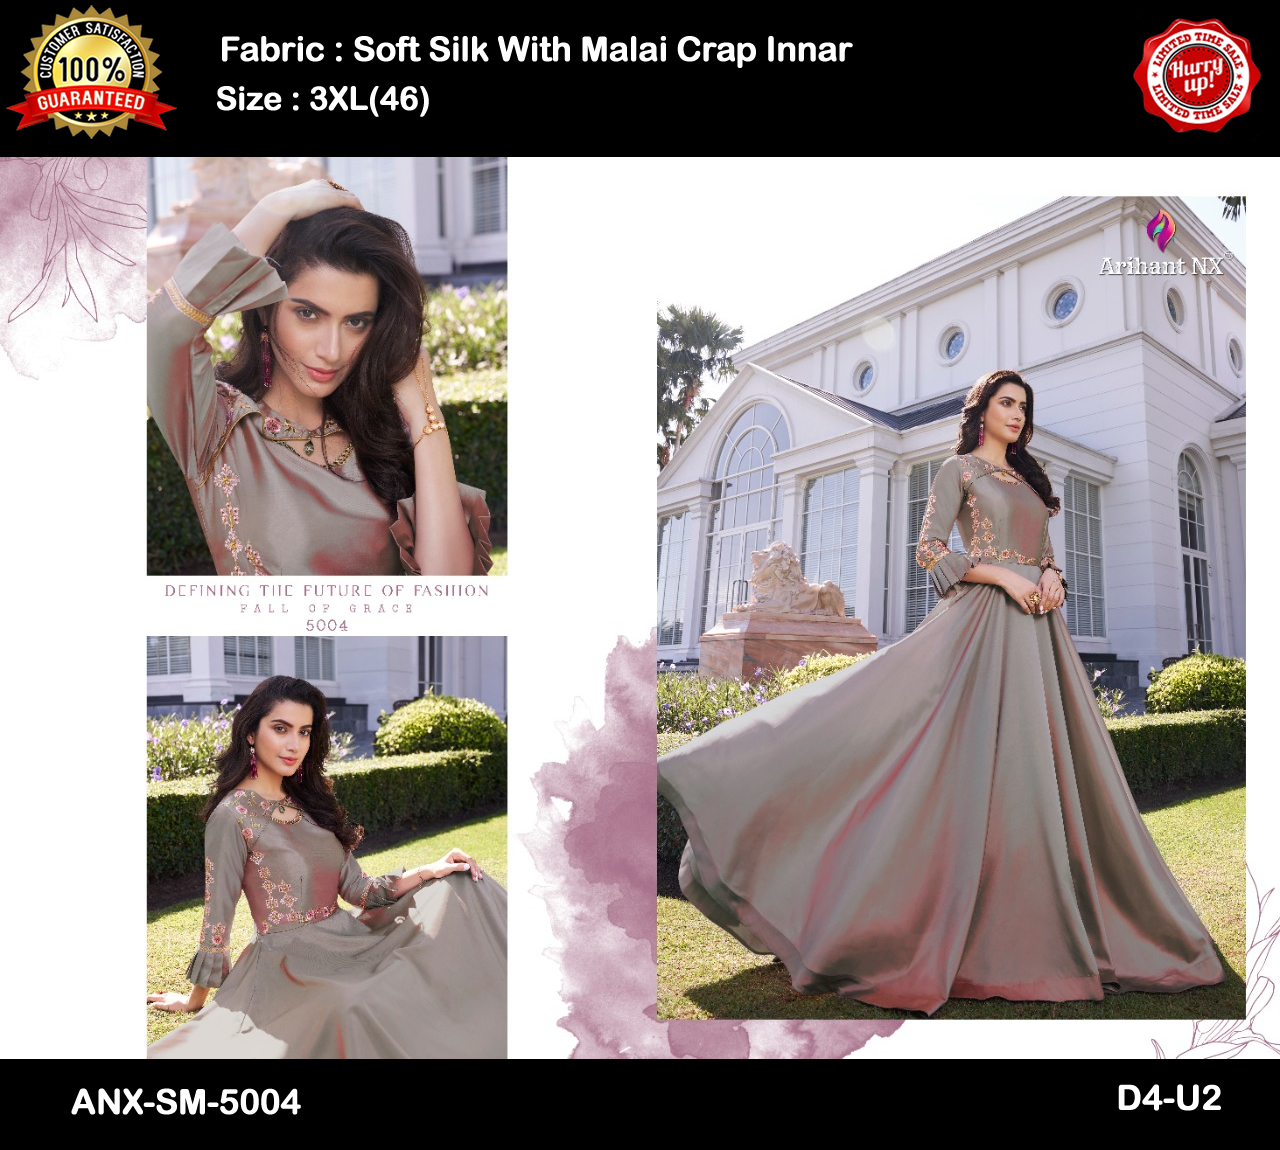 CUSTOMER SATISFACTION
100%
GUARANTEED
Fabric : Soft Silk With Malai Crap Innar
Size : 3XL(46)
LIMITED TIME SALE
Hurry
up!
LIMITED TIME SALE
Arihant NX
DEFINING THE FUTURE OF FASHION
FALL OF GRACE
5004
ANX-SM-5004
D4-U2